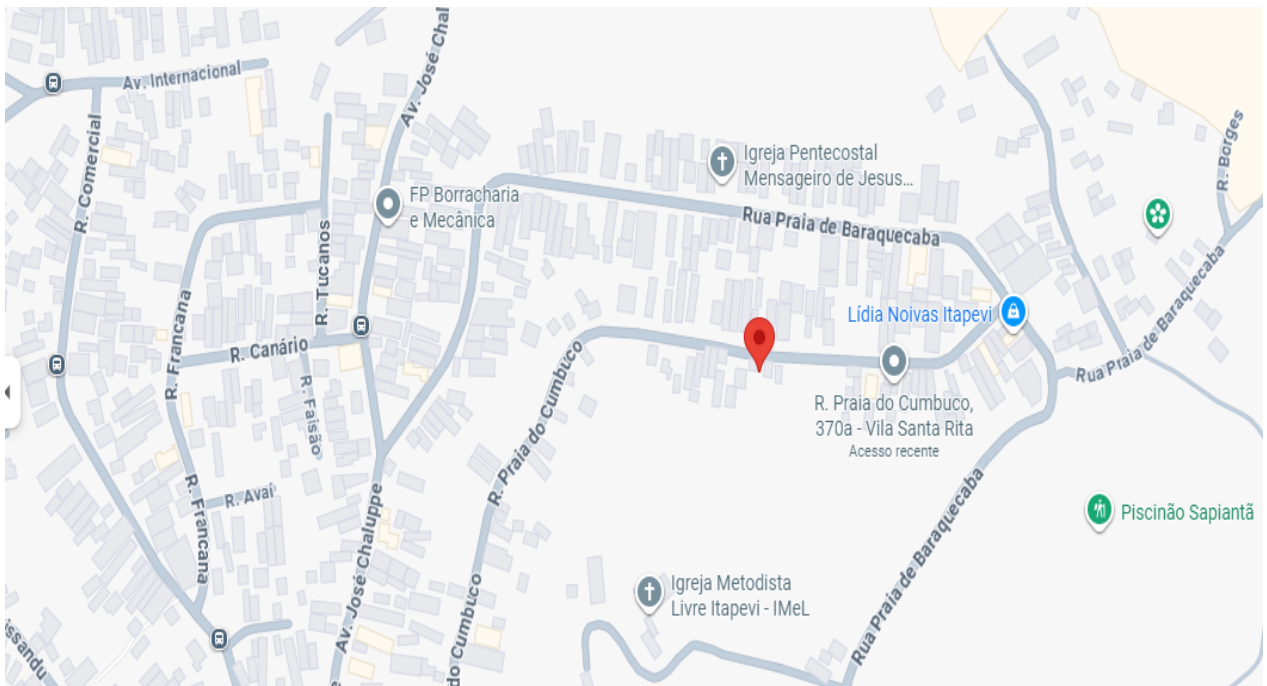 Av. Internacional
Av. José Chal
R. Comercial
R. Borges
Igreja Pentecostal
Mensageiro de Jesus...
FP Borracharia
e Mecânica
Rua Praia de Baraquecaba
R. Tucanos
R. Francana
Rua Praia de Baraquecaba
Lídia Noivas Itapevi
R. Canário
R. Faisão
R. Praia do Cumbuco
R. Praia do Cumbuco,
370a - Vila Santa Rita
Acesso recente
R. Avaí
R. Francana
Av. José Chaluppe
Rua Praia de Baraquecaba
Piscinão Sapiantã
Igreja Metodista
Livre Itapevi - IMeL
do Cumbuco
issandu